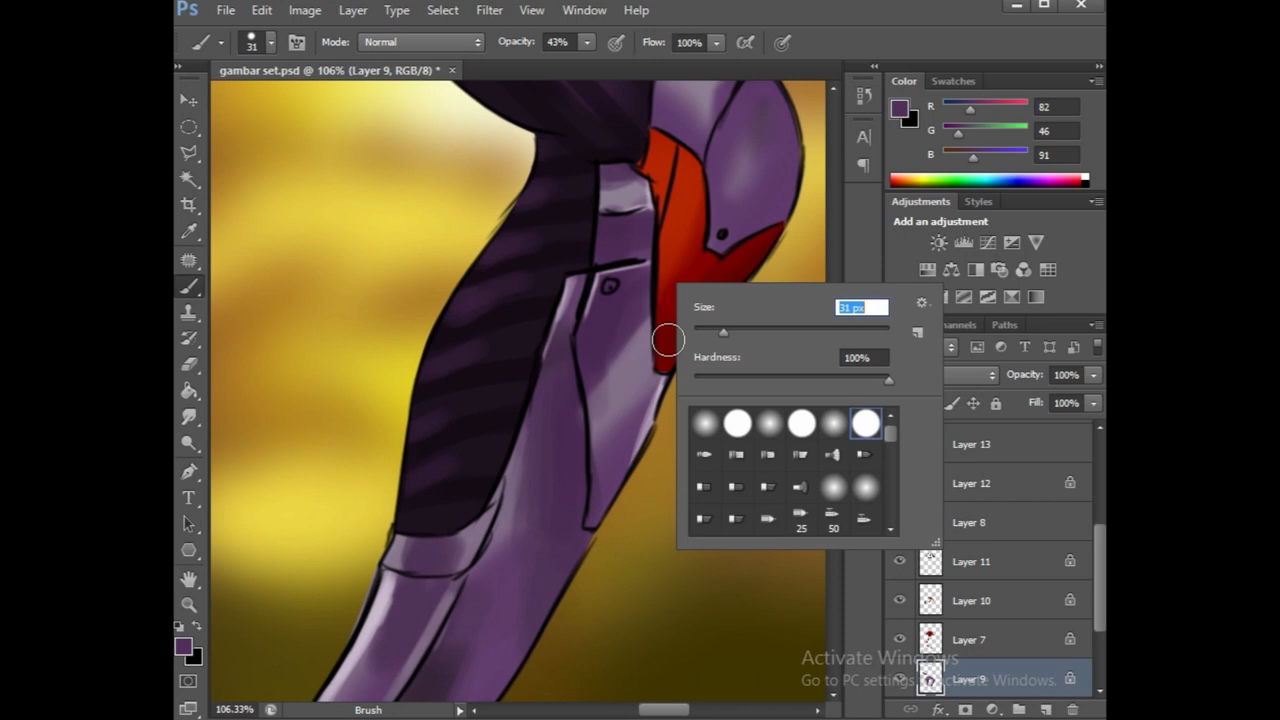 Ps File Edit Image Layer Type Select Filter View Window Help
31 Mode: Normal Opacity: 43% Flow: 100%
gambar set.psd @ 106% (Layer 9, RGB/8) * ×
Color Swatches
R 82
G 46
B 91
Adjustments Styles
Add an adjustment
Size: 31 px
Hardness: 100%
25 50
hannels Paths
Opacity: 100%
Fill: 100%
Layer 13
Layer 12
Layer 8
Layer 11
Layer 10
Layer 7
Layer 9
Activate Windows
Go to PC settings to activate Windows.
106.33% Brush